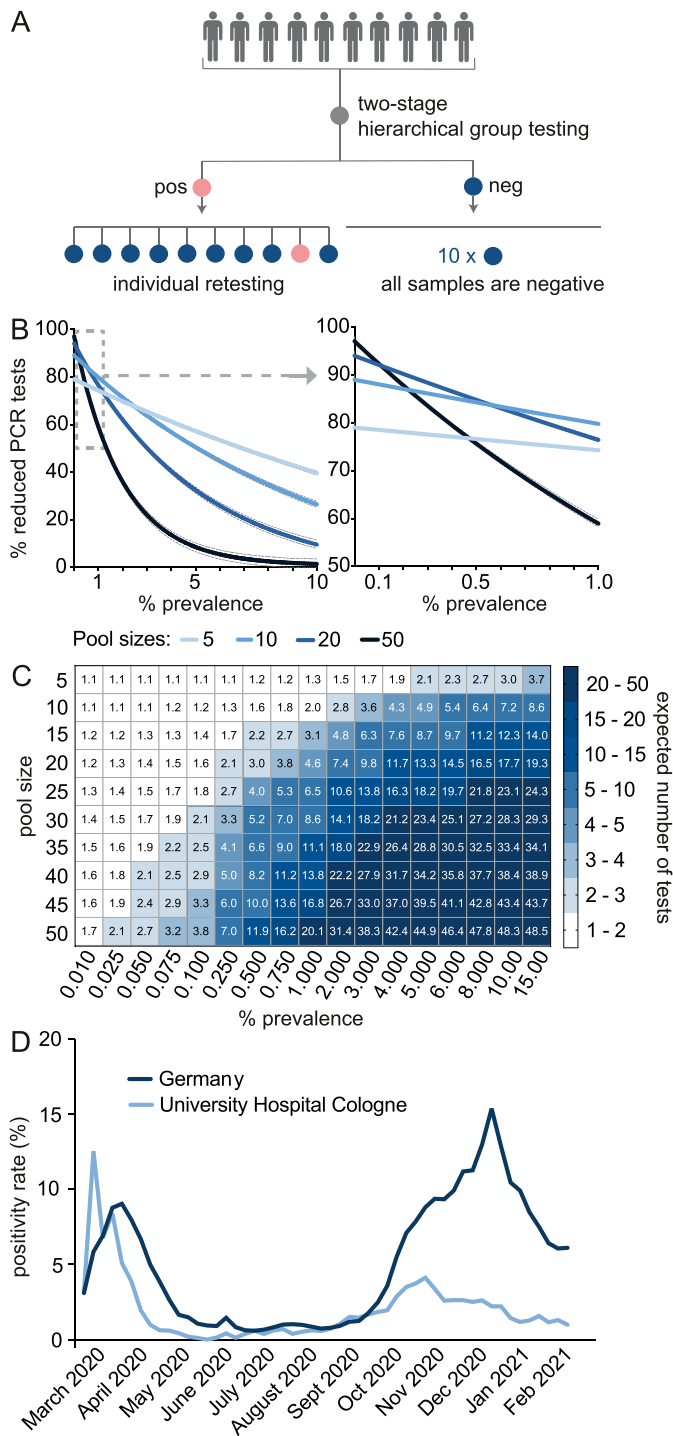 A
two-stage
hierarchical group testing
pos
neg
10 x
individual retesting
all samples are negative
B
% reduced PCR tests
100
80
60
40
20
0
1
5
10
% prevalence
100
90
80
70
60
50
0.1
0.5
1.0
% prevalence
Pool sizes: 5 10 20 50
C
pool size
5 1.1 1.1 1.1 1.1 1.1 1.1 1.2 1.2 1.3 1.5 1.7 1.9 2.1 2.3 2.7 3.0 3.7
10 1.1 1.1 1.1 1.2 1.2 1.3 1.6 1.8 2.0 2.8 3.6 4.3 4.9 5.4 6.4 7.2 8.6
15 1.2 1.2 1.3 1.3 1.4 1.7 2.2 2.7 3.1 4.8 6.3 7.6 8.7 9.7 11.2 12.3 14.0
20 1.2 1.3 1.4 1.5 1.6 2.1 3.0 3.8 4.6 7.4 9.8 11.7 13.3 14.5 16.5 17.7 19.3
25 1.3 1.4 1.5 1.7 1.8 2.7 4.0 5.3 6.5 10.6 13.8 16.3 18.2 19.7 21.8 23.1 24.3
30 1.4 1.5 1.7 1.9 2.1 3.3 5.2 7.0 8.6 14.1 18.2 21.2 23.4 25.1 27.2 28.3 29.3
35 1.5 1.6 1.9 2.2 2.5 4.1 6.6 9.0 11.1 18.0 22.9 26.4 28.8 30.5 32.5 33.4 34.1
40 1.6 1.8 2.1 2.5 2.9 5.0 8.2 11.2 13.8 22.2 27.9 31.7 34.2 35.8 37.7 38.4 38.9
45 1.6 1.9 2.4 2.9 3.3 6.0 10.0 13.6 16.8 26.7 33.0 37.0 39.5 41.1 42.8 43.4 43.7
50 1.7 2.1 2.7 3.2 3.8 7.0 11.9 16.2 20.1 31.4 38.3 42.4 44.9 46.4 47.8 48.3 48.5
0.010 0.025 0.050 0.075 0.100 0.250 0.500 0.750 1.000 2.000 3.000 4.000 5.000 6.000 8.000 10.00 15.00
% prevalence
20 - 50
15 - 20
10 - 15
5 - 10
4 - 5
3 - 4
2 - 3
1 - 2
expected number of tests
D
positivity rate (%)
20
15
10
5
0
Germany
University Hospital Cologne
March 2020
April 2020
May 2020
June 2020
July 2020
August 2020
Sept 2020
Oct 2020
Nov 2020
Dec 2020
Jan 2021
Feb 2021